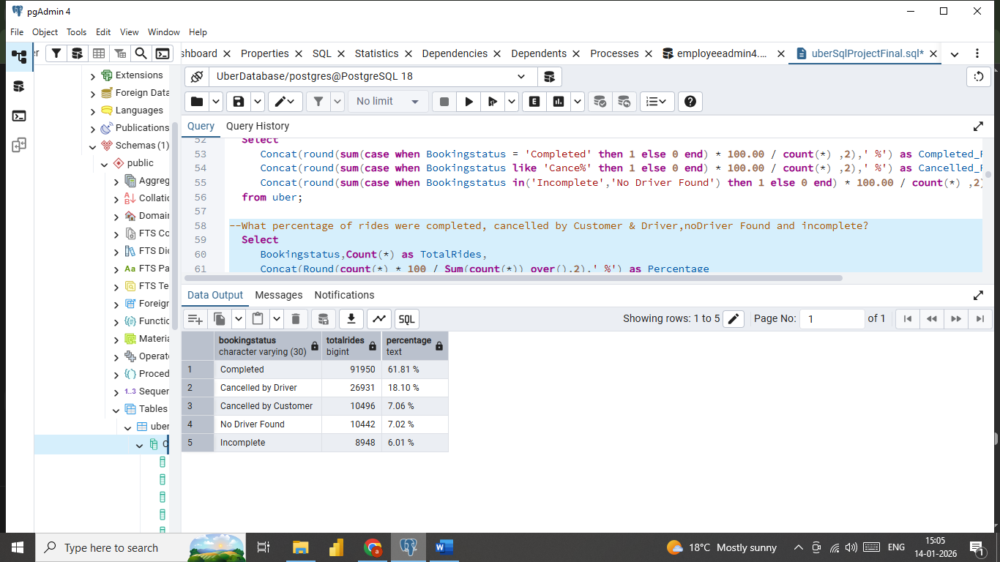 pgAdmin 4
File Object Tools Edit View Window Help
shboard Properties SQL Statistics Dependencies Dependents Processes employeeadmin4.... uberSqlProjectFinal.sql*
UberDatabase/postgres@PostgreSQL 18
No limit
Query Query History
52 Select
53 Concat(round(sum(case when Bookingstatus = 'Completed' then 1 else 0 end) * 100.00 / count(*) ,2),' %') as Completed_
54 Concat(round(sum(case when Bookingstatus like 'Cance%' then 1 else 0 end) * 100.00 / count(*) ,2),' %') as Cancelled_
55 Concat(round(sum(case when Bookingstatus in('Incomplete','No Driver Found') then 1 else 0 end) * 100.00 / count(*) ,2)
56 from uber;
57
58 --What percentage of rides were completed, cancelled by Customer & Driver,noDriver Found and incomplete?
59 Select
60 Bookingstatus,Count(*) as TotalRides,
61 Concat(Round(count(*) * 100 / Sum(count(*)) over(),2),' %') as Percentage
Extensions
Foreign Data
Languages
Publications
Schemas (1)
public
Aggreg
Collatio
Domai
FTS Co
FTS Dic
FTS Pa
FTS Te
Foreign
Functio
Materia
Operat
Proced
Sequen
Tables
uber
Data Output Messages Notifications
SQL
Showing rows: 1 to 5 Page No: 1 of 1
bookingstatus totalrides percentage
character varying (30) bigint text
1 Completed 91950 61.81 %
2 Cancelled by Driver 26931 18.10 %
3 Cancelled by Customer 10496 7.06 %
4 No Driver Found 10442 7.02 %
5 Incomplete 8948 6.01 %
Type here to search
18°C Mostly sunny
ENG
15:05
14-01-2026
1